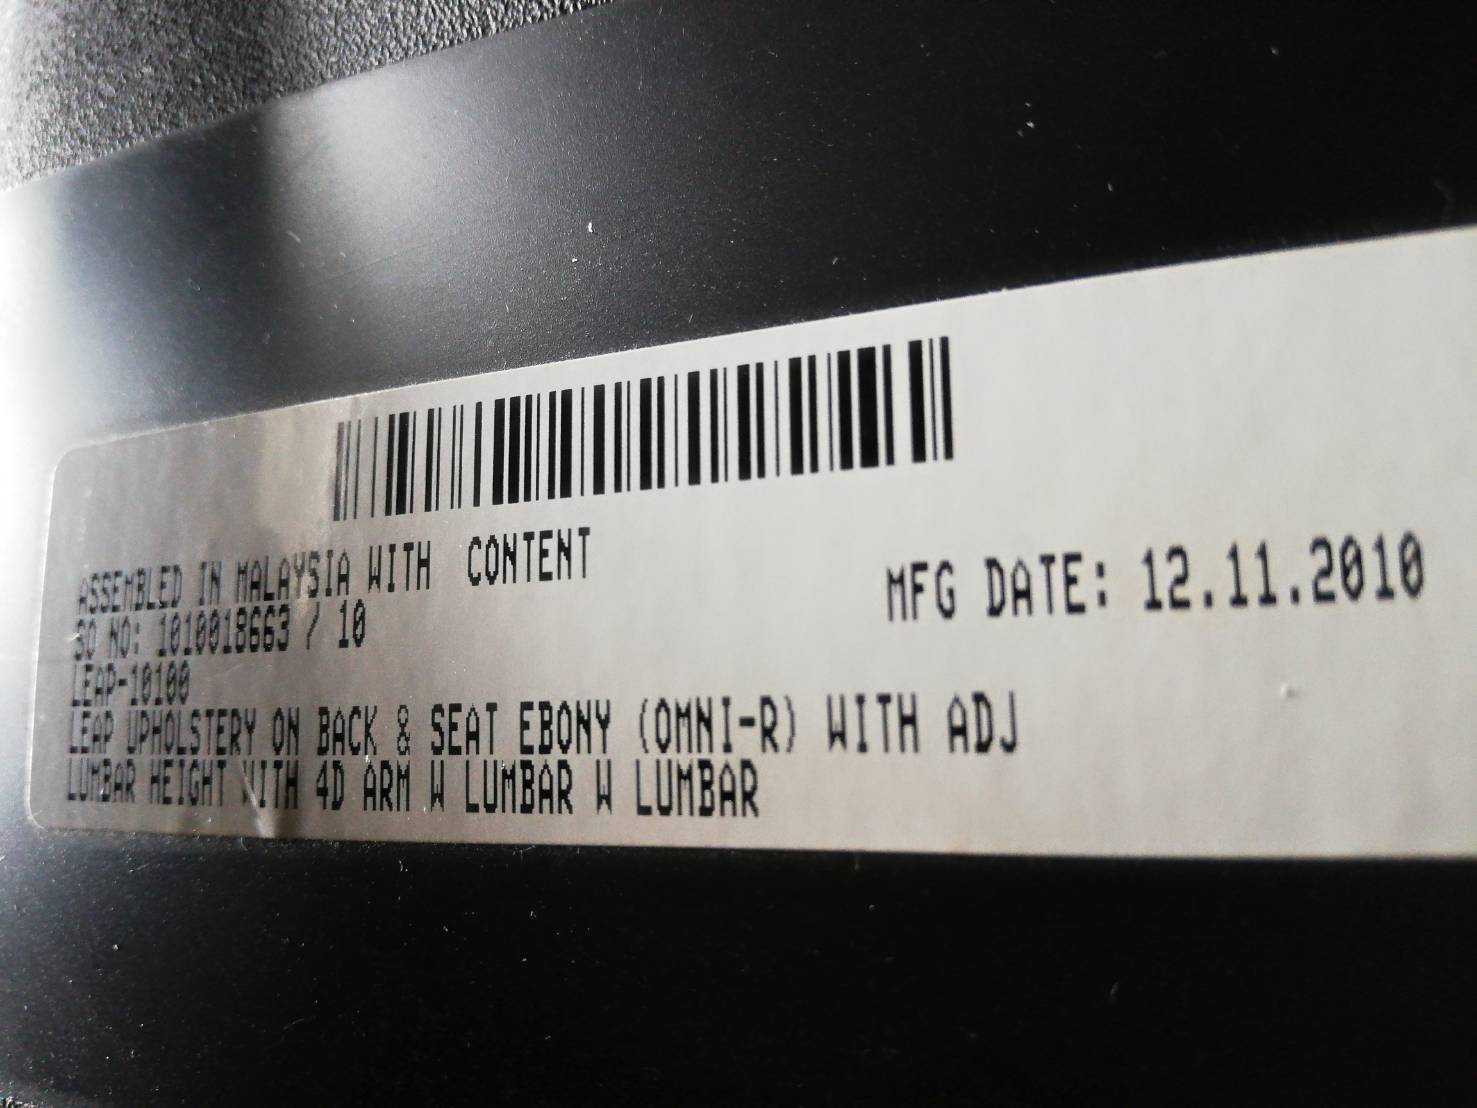 ASSEMBLED IN MALAYSIA WITH CONTENT
SO NO: 1010018663 / 10
MFG DATE: 12.11.2010
LEAP-10100
LEAP UPHOLSTERY ON BACK & SEAT EBONY (OMNI-R) WITH ADJ
LUMBAR HEIGHT WITH 4D ARM W LUMBAR W LUMBAR